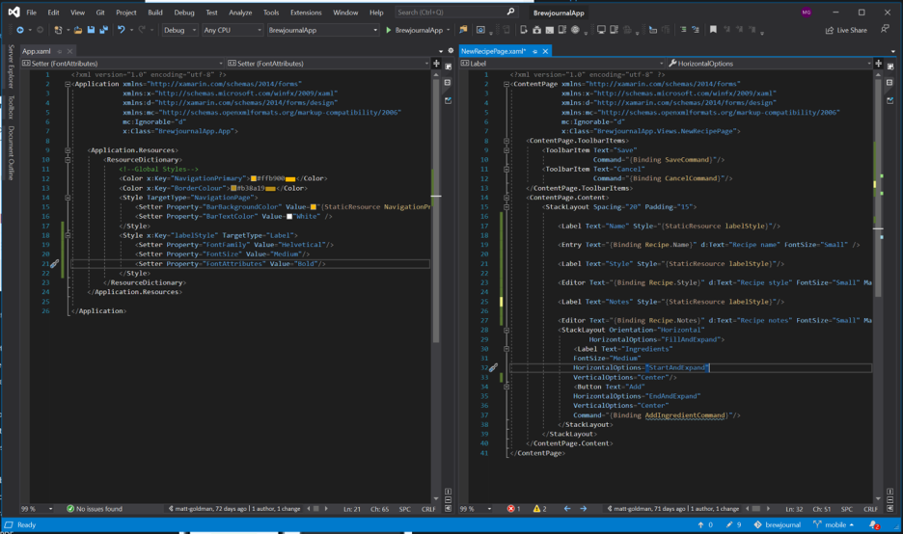 File Edit View Git Project Build Debug Test Analyze Tools Extensions Window Help Search (Ctrl+Q) BrewjournalApp MG
Debug Any CPU BrewjournalApp BrewjournalApp Live Share
Server Explorer
Toolbox
Document Outline
App.xaml
Setter (FontAttributes) Setter (FontAttributes)
1 <?xml version="1.0" encoding="utf-8" ?>
2 <Application xmlns="http://xamarin.com/schemas/2014/forms"
3 xmlns:x="http://schemas.microsoft.com/winfx/2009/xaml"
4 xmlns:d="http://xamarin.com/schemas/2014/forms/design"
5 xmlns:mc="http://schemas.openxmlformats.org/markup-compatibility/2006"
6 mc:Ignorable="d"
7 x:Class="BrewjournalApp.App">
8
9 <Application.Resources>
10 <ResourceDictionary>
11 <!--Global Styles-->
12 <Color x:Key="NavigationPrimary">#ffb900</Color>
13 <Color x:Key="BorderColour">#b38a19</Color>
14 <Style TargetType="NavigationPage">
15 <Setter Property="BarBackgroundColor" Value="{StaticResource NavigationPr
16 <Setter Property="BarTextColor" Value="White" />
17 </Style>
18 <Style x:Key="labelStyle" TargetType="Label">
19 <Setter Property="FontFamily" Value="Helvetical"/>
20 <Setter Property="FontSize" Value="Medium"/>
21 <Setter Property="FontAttributes" Value="Bold"/>
22 </Style>
23 </ResourceDictionary>
24 </Application.Resources>
25
26 </Application>
99 % No issues found matt-goldman, 72 days ago | 1 author, 1 change Ln: 21 Ch: 65 SPC CRLF
NewRecipePage.xaml*
Label HorizontalOptions
1 <?xml version="1.0" encoding="utf-8" ?>
2 <ContentPage xmlns="http://xamarin.com/schemas/2014/forms"
3 xmlns:x="http://schemas.microsoft.com/winfx/2009/xaml"
4 xmlns:d="http://xamarin.com/schemas/2014/forms/design"
5 xmlns:mc="http://schemas.openxmlformats.org/markup-compatibility/2006"
6 mc:Ignorable="d"
7 x:Class="BrewjournalApp.Views.NewRecipePage">
8 <ContentPage.ToolbarItems>
9 <ToolbarItem Text="Save"
10 Command="{Binding SaveCommand}"/>
11 <ToolbarItem Text="Cancel"
12 Command="{Binding CancelCommand}"/>
13 </ContentPage.ToolbarItems>
14 <ContentPage.Content>
15 <StackLayout Spacing="20" Padding="15">
16
17 <Label Text="Name" Style="{StaticResource labelStyle}"/>
18
19 <Entry Text="{Binding Recipe.Name}" d:Text="Recipe name" FontSize="Small" />
20
21 <Label Text="Style" Style="{StaticResource labelStyle}"/>
22
23 <Editor Text="{Binding Recipe.Style}" d:Text="Recipe style" FontSize="Small" Ma
24
25 <Label Text="Notes" Style="{StaticResource labelStyle}"/>
26
27 <Editor Text="{Binding Recipe.Notes}" d:Text="Recipe notes" FontSize="Small" Ma
28 <StackLayout Orientation="Horizontal"
29 HorizontalOptions="FillAndExpand">
30 <Label Text="Ingredients"
31 FontSize="Medium"
32 HorizontalOptions="StartAndExpand"
33 VerticalOptions="Center"/>
34 <Button Text="Add"
35 HorizontalOptions="EndAndExpand"
36 VerticalOptions="Center"
37 Command="{Binding AddIngredientCommand}"/>
38 </StackLayout>
39 </StackLayout>
40 </ContentPage.Content>
41 </ContentPage>
99 % 1 2 matt-goldman, 71 days ago | 1 author, 1 change Ln: 32 Ch: 51 SPC CRLF
Ready 0 9 brewjournal mobile 2